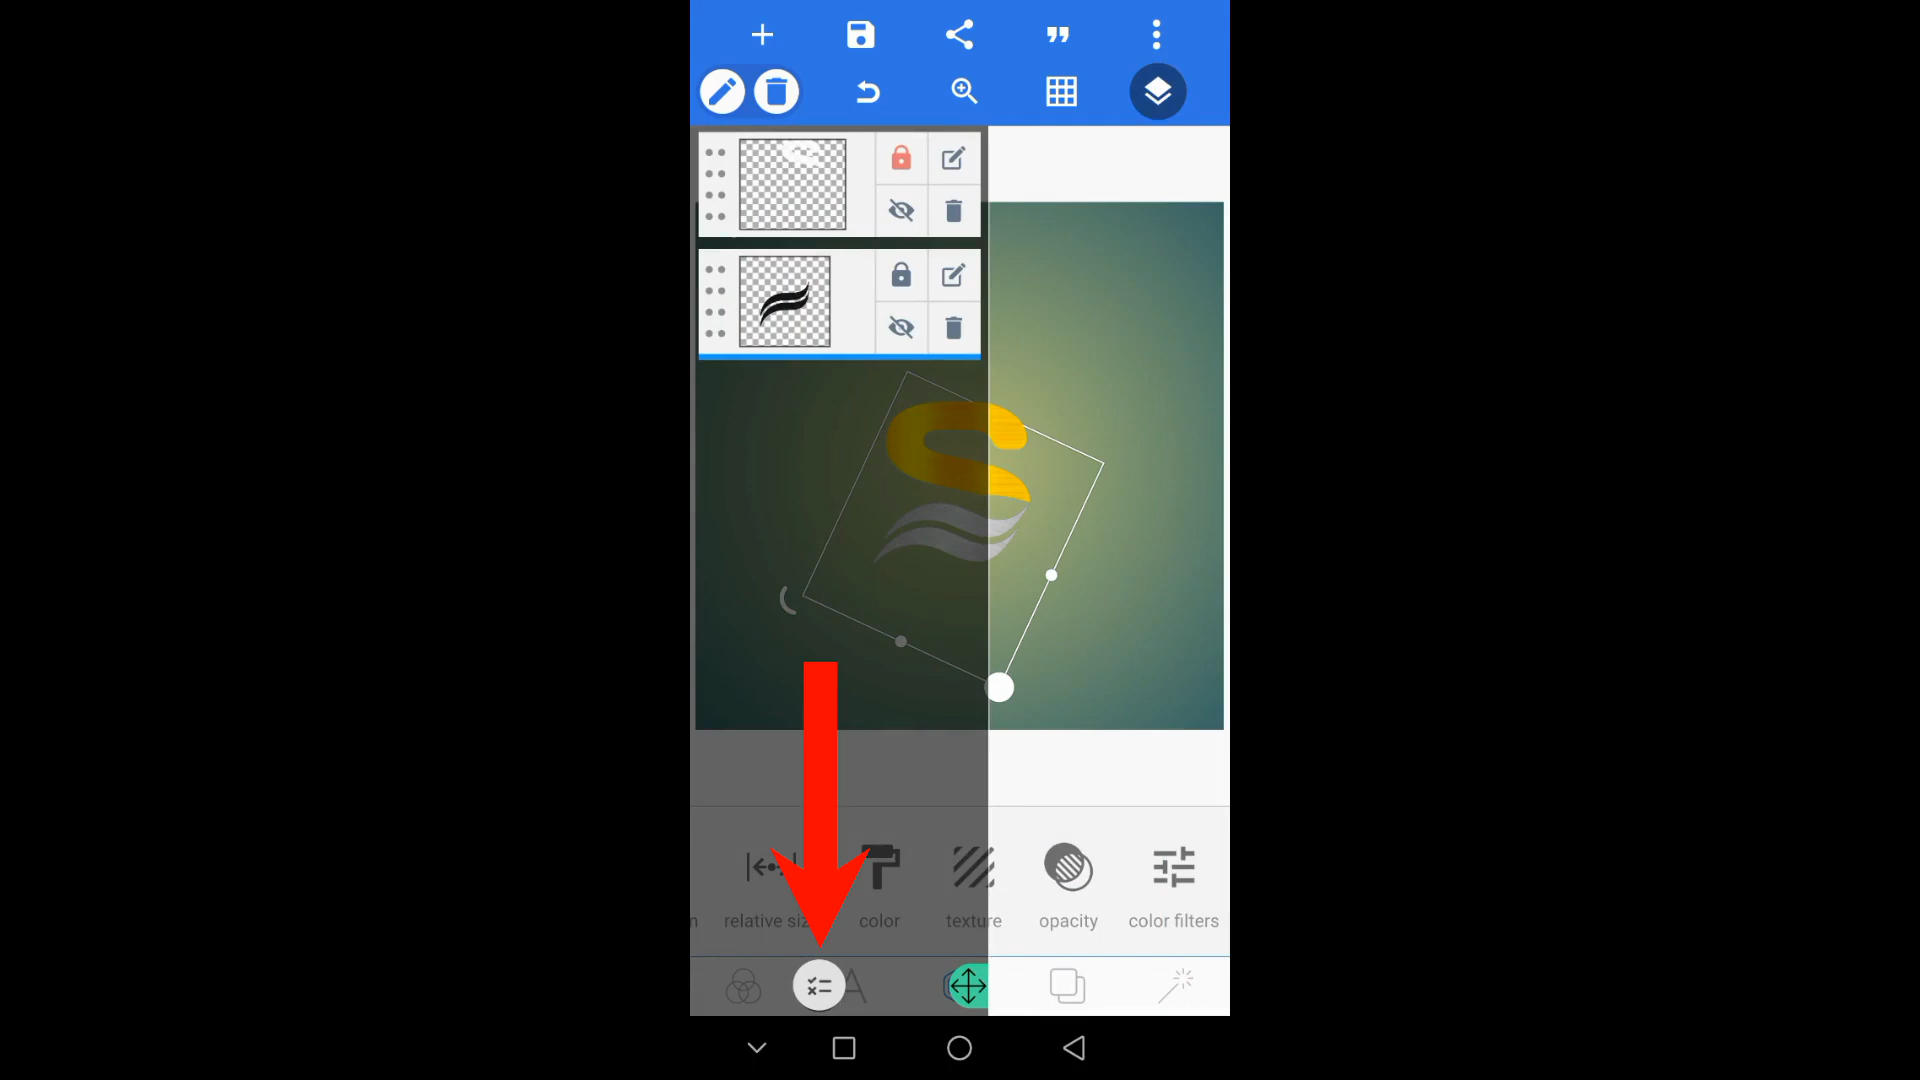 S
n
relative siz
color
texture
opacity
color filters
A